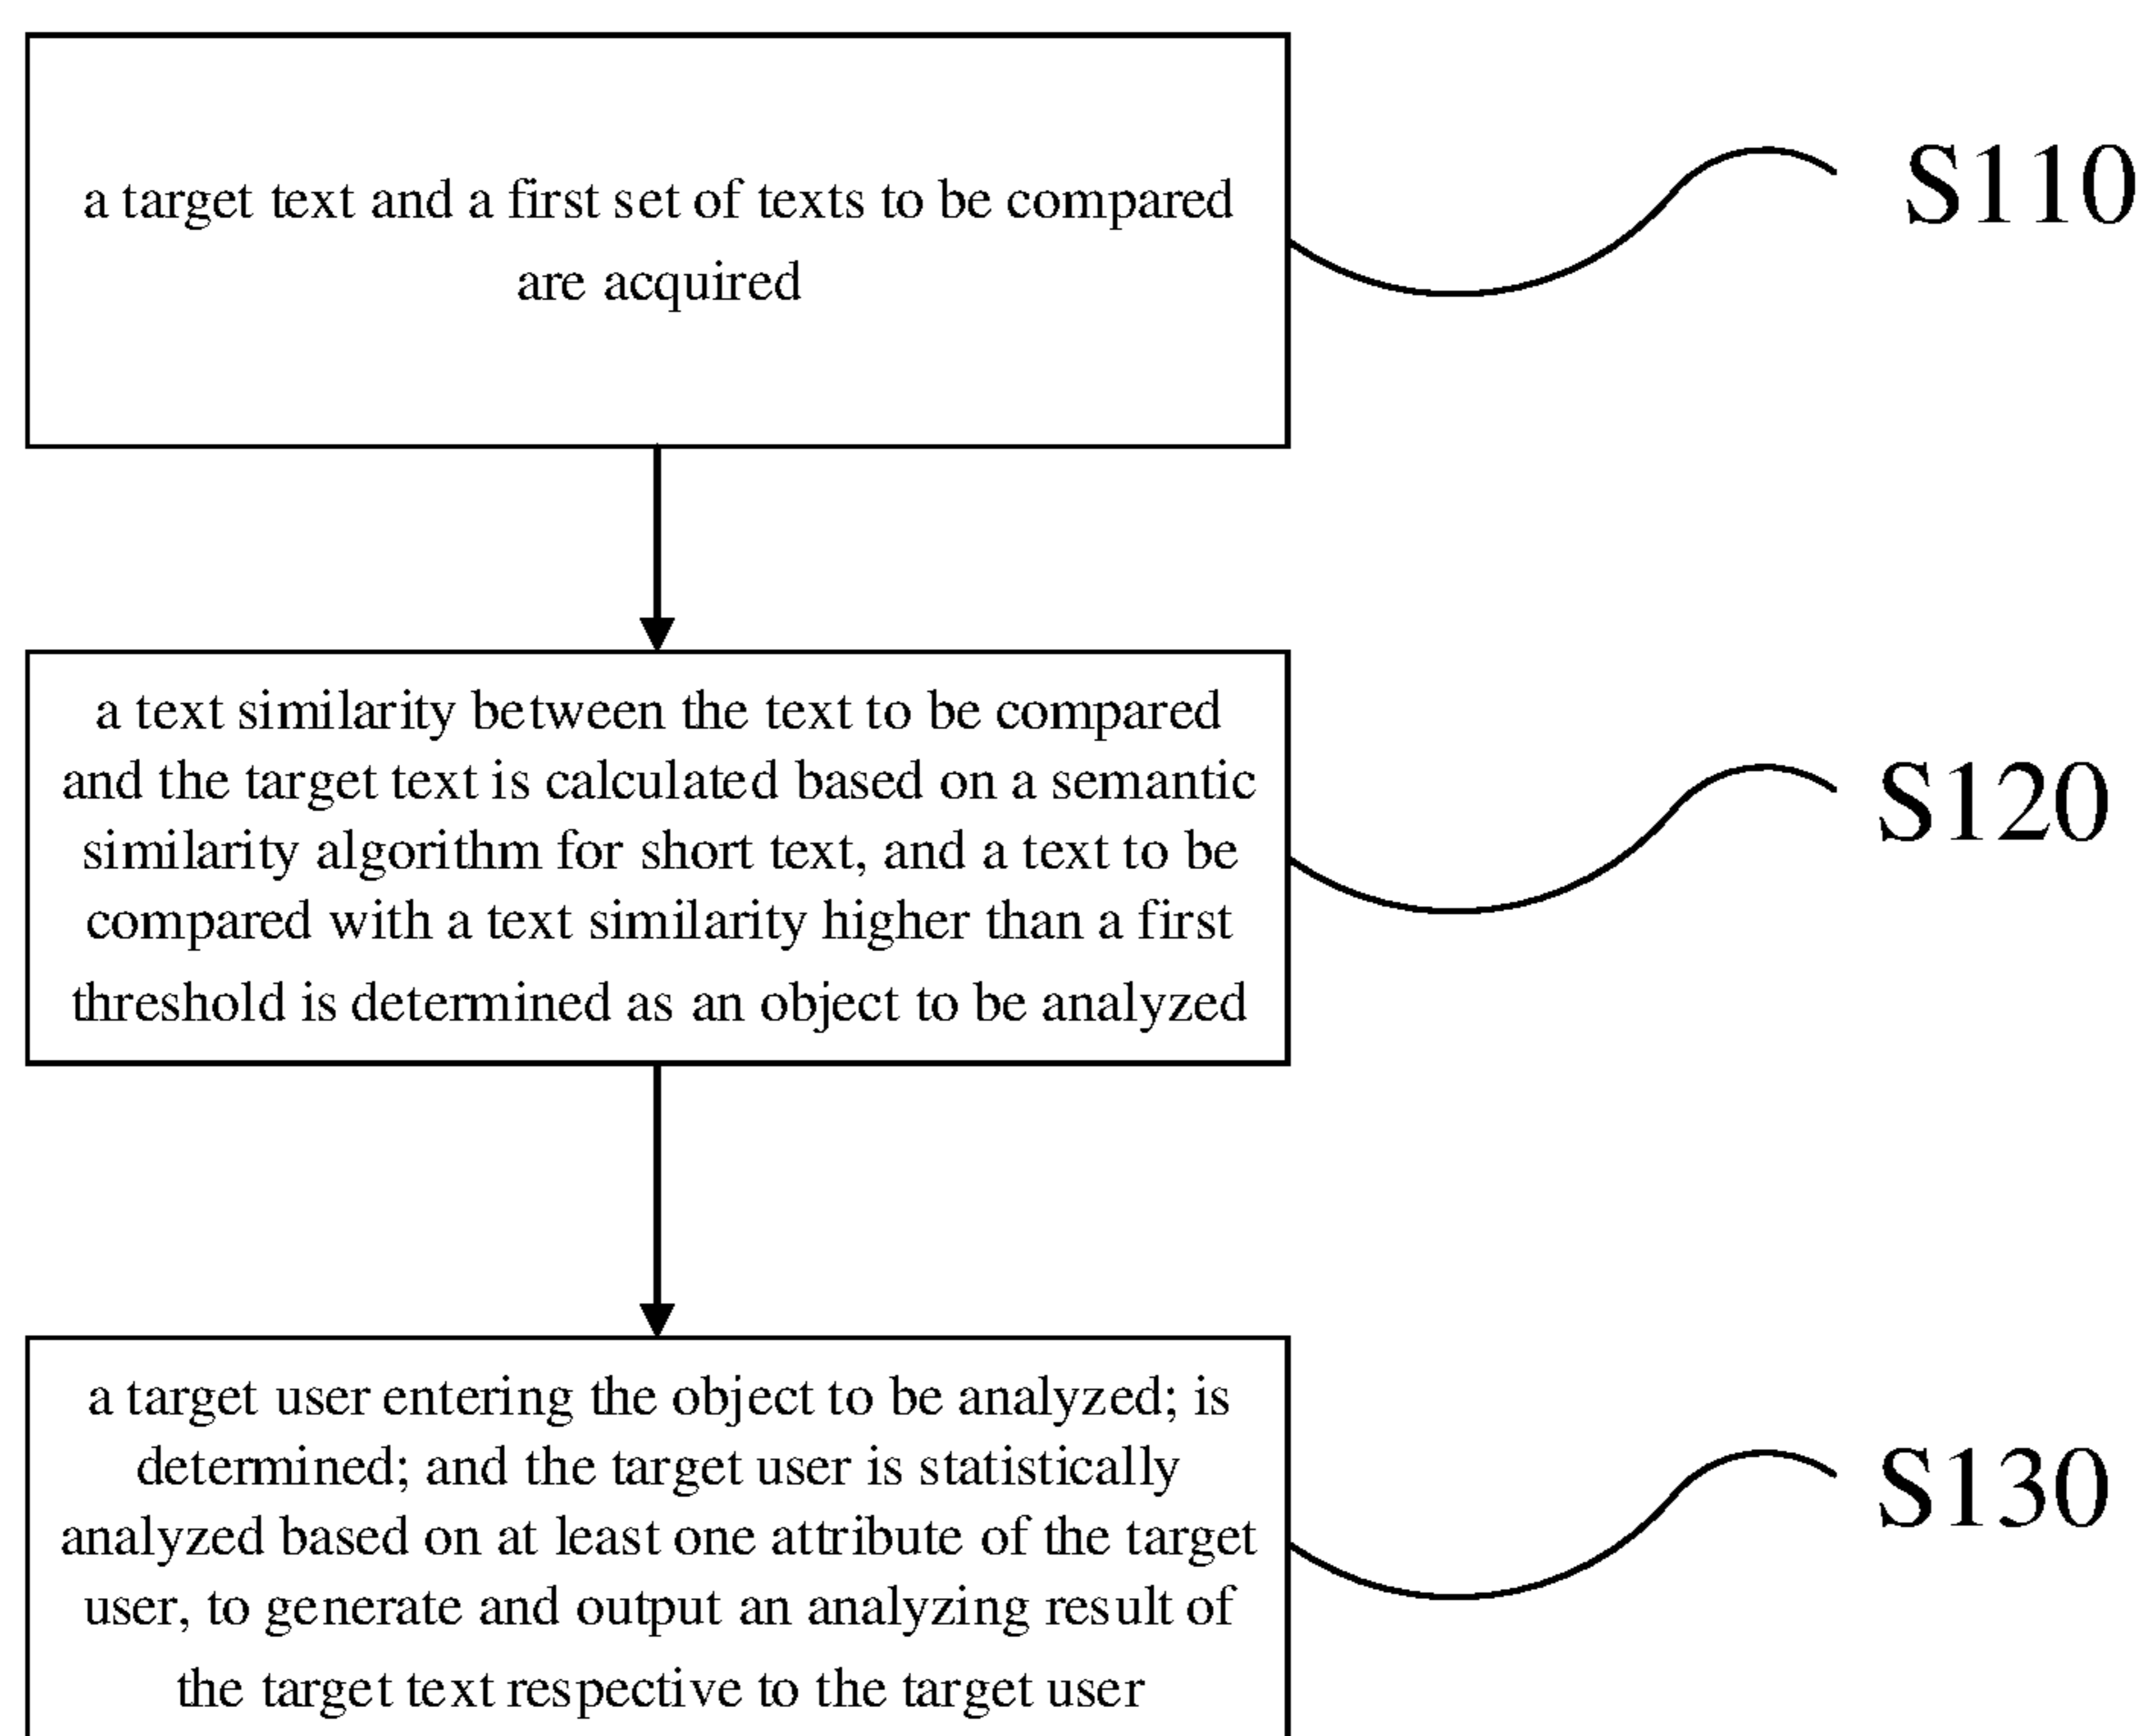 a target text and a first set of texts to be compared
are acquired
S110
a text similarity between the text to be compared
and the target text is calculated based on a semantic
similarity algorithm for short text, and a text to be
compared with a text similarity higher than a first
threshold is determined as an object to be analyzed
S120
a target user entering the object to be analyzed; is
determined; and the target user is statistically
analyzed based on at least one attribute of the target
user, to generate and output an analyzing result of
the target text respective to the target user
S130